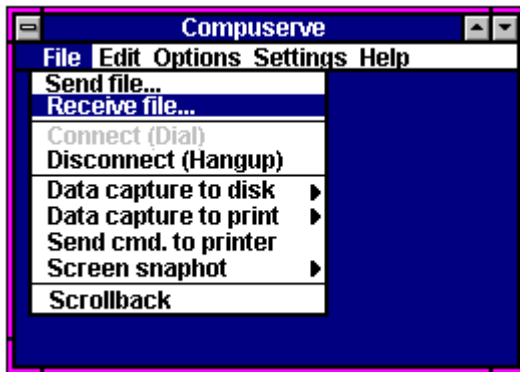 Compuserve
File Edit Options Settings Help
Send file...
Receive file...
Connect (Dial)
Disconnect (Hangup)
Data capture to disk
Data capture to print
Send cmd. to printer
Screen snaphot
Scrollback